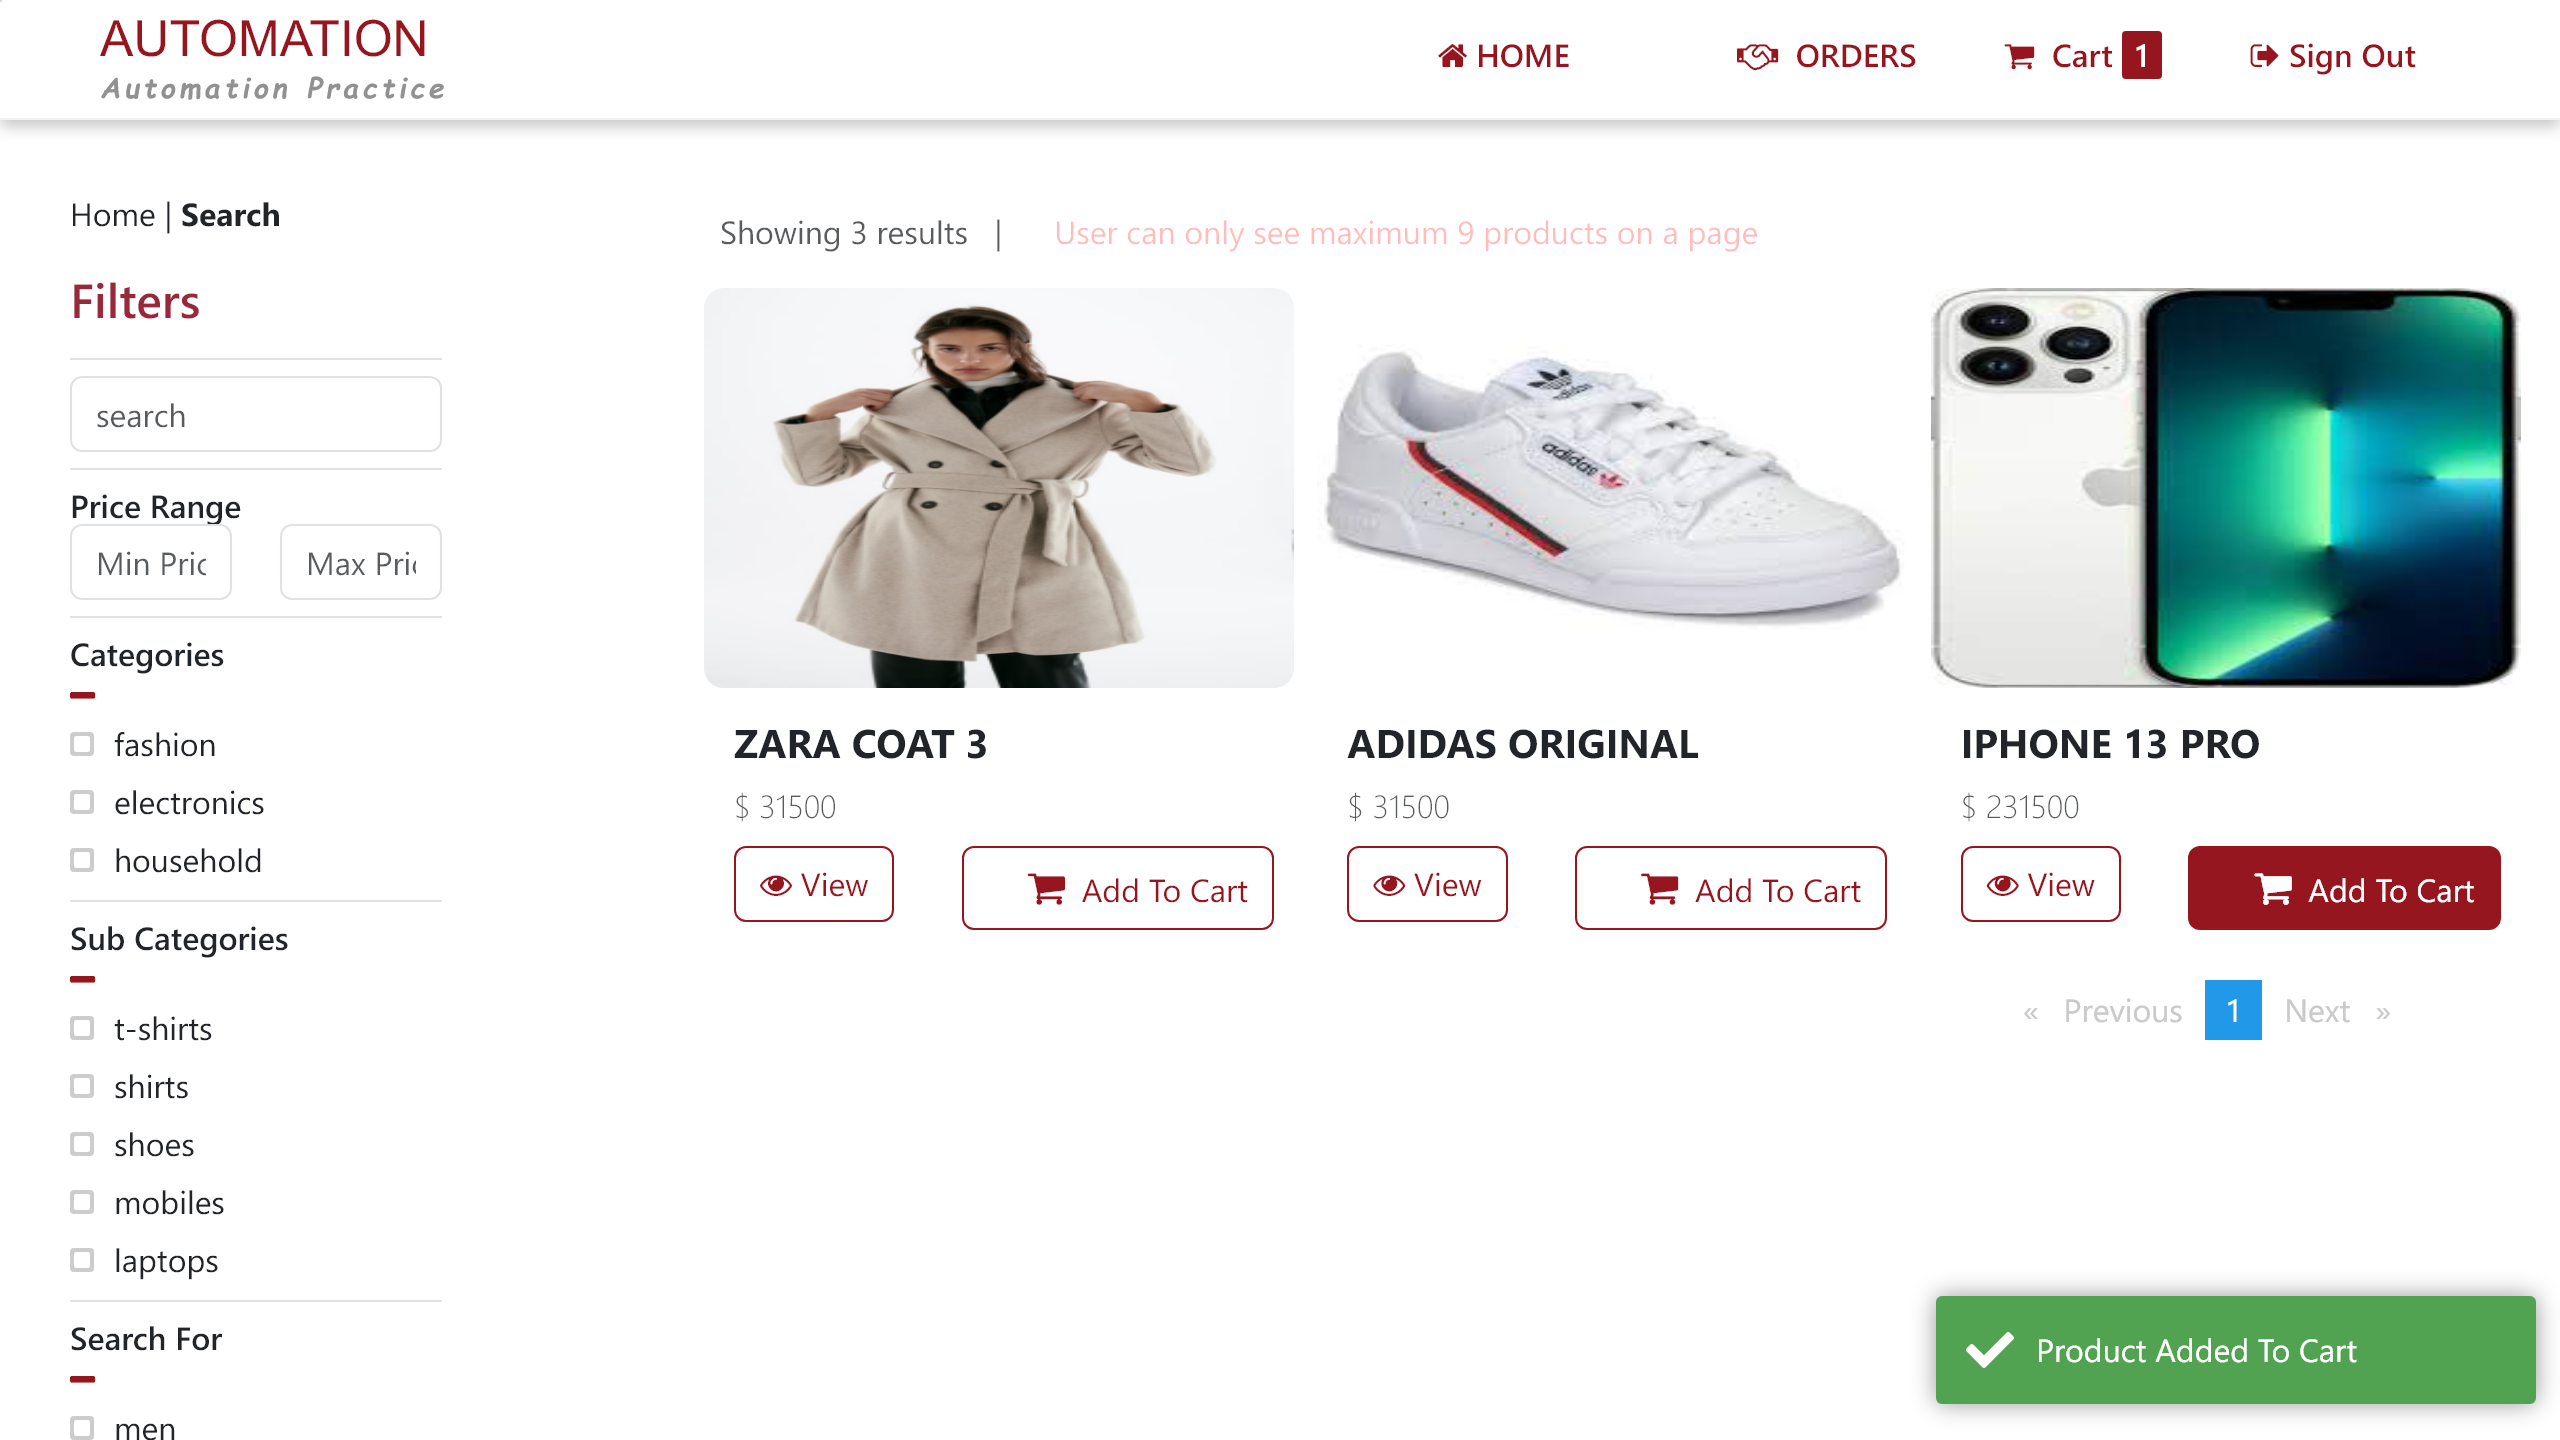 AUTOMATION
Automation Practice
HOME
ORDERS
Cart 1
Sign Out
Home | Search
Filters
search
Price Range
Min Pric
Max Pric
Categories
fashion
electronics
household
Sub Categories
t-shirts
shirts
shoes
mobiles
laptops
Search For
men
Showing 3 results |
User can only see maximum 9 products on a page
adidas
adidas
ZARA COAT 3
$ 31500
View
Add To Cart
ADIDAS ORIGINAL
$ 31500
View
Add To Cart
IPHONE 13 PRO
$ 231500
View
Add To Cart
« Previous 1 Next »
Product Added To Cart